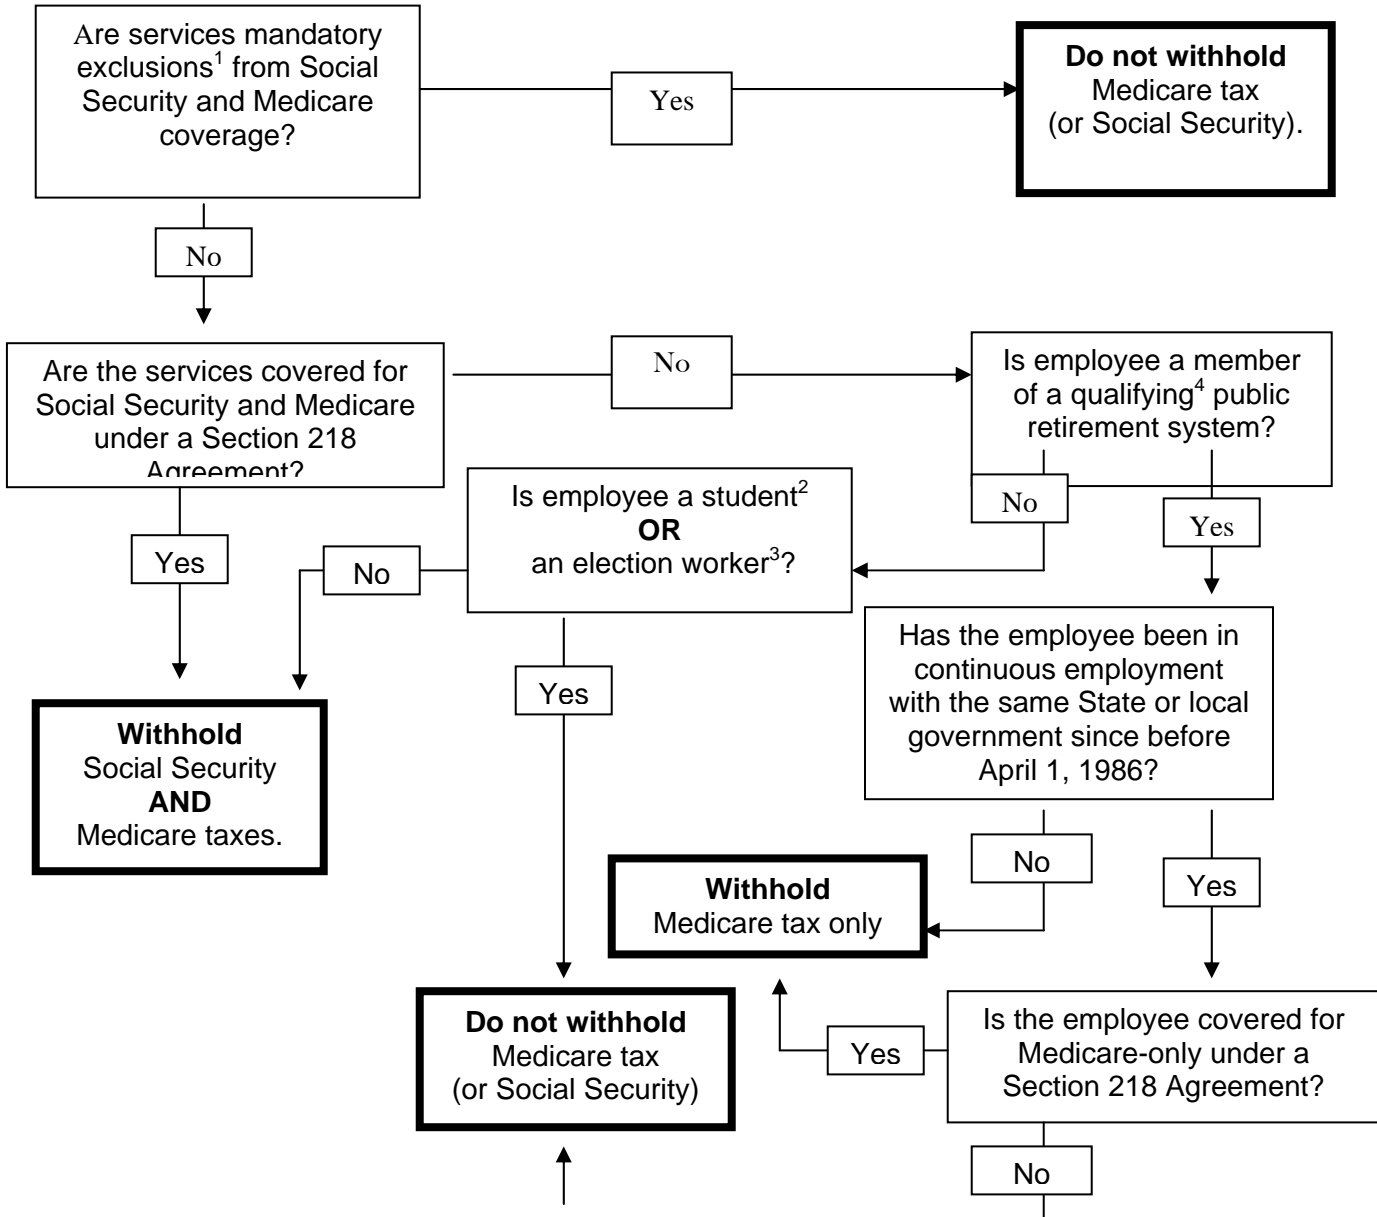 Are services mandatory
exclusions¹ from Social
Security and Medicare
coverage?
Yes
Do not withhold
Medicare tax
(or Social Security).
No
Are the services covered for
Social Security and Medicare
under a Section 218
Agreement?
No
Is employee a member
of a qualifying⁴ public
retirement system?
Yes
Is employee a student²
OR
an election worker³?
No
Yes
No
Yes
Has the employee been in
continuous employment
with the same State or local
government since before
April 1, 1986?
Withhold
Social Security
AND
Medicare taxes.
No
Yes
Withhold
Medicare tax only
Do not withhold
Medicare tax
(or Social Security)
Yes
Is the employee covered for
Medicare-only under a
Section 218 Agreement?
No